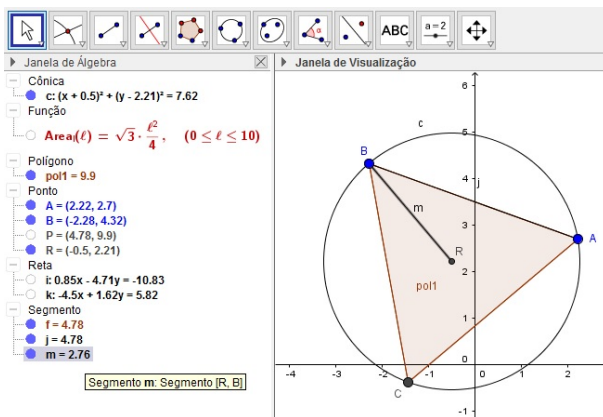 ABC
a=2
Janela de Álgebra
Cônica
c: (x + 0.5)² + (y - 2.21)² = 7.62
Função
Area₍(ℓ) = √3 · ℓ²/4 , (0 ≤ ℓ ≤ 10)
Polígono
pol1 = 9.9
Ponto
A = (2.22, 2.7)
B = (-2.28, 4.32)
P = (4.78, 9.9)
R = (-0.5, 2.21)
Reta
i: 0.85x - 4.71y = -10.83
k: -4.5x + 1.62y = 5.82
Segmento
f = 4.78
j = 4.78
m = 2.76
Segmento m: Segmento [R, B]
Janela de Visualização
6
c
5
B
4
j
m
3
A
R
2
pol1
1
0
-4 -3 -2 -1 0 1 2
C
-1